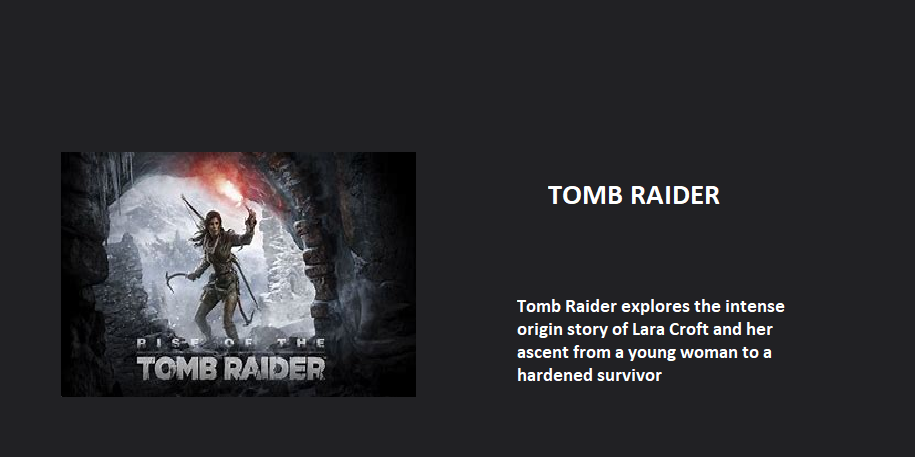 RISE OF THE
TOMB RAIDER
TOMB RAIDER
Tomb Raider explores the intense
origin story of Lara Croft and her
ascent from a young woman to a
hardened survivor